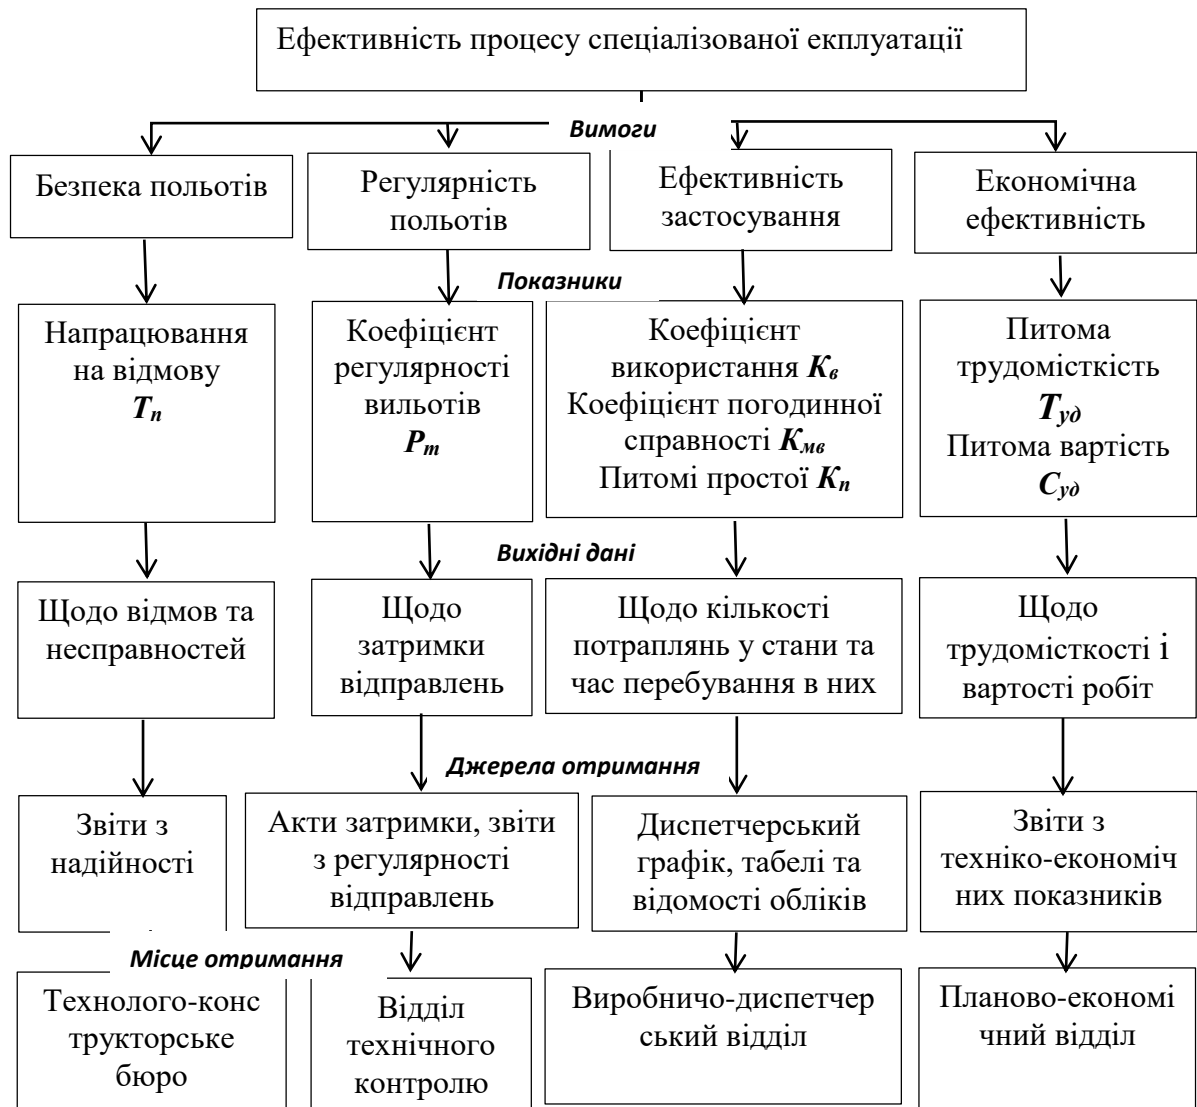 Ефективність процесу спеціалізованої екплуатації
Вимоги
Безпека польотів
Регулярність
польотів
Ефективність
застосування
Економічна
ефективність
Показники
Напрацювання
на відмову
Tп
Коефіцієнт
регулярності
вильотів
Pт
Коефіцієнт
використання Kв
Коефіцієнт погодинної
справності Kмв
Питомі простої Kп
Питома
трудомісткість
Tуд
Питома вартість
Cуд
Вихідні дані
Щодо відмов та
несправностей
Щодо
затримки
відправлень
Щодо кількості
потраплянь у стани та
час перебування в них
Щодо
трудомісткості і
вартості робіт
Джерела отримання
Звіти з
надійності
Акти затримки, звіти
з регулярності
відправлень
Диспетчерський
графік, табелі та
відомості обліків
Звіти з
техніко-економіч
них показників
Місце отримання
Технолого-конс
трукторське
бюро
Відділ
технічного
контролю
Виробничо-диспетчер
ський відділ
Планово-економі
чний відділ